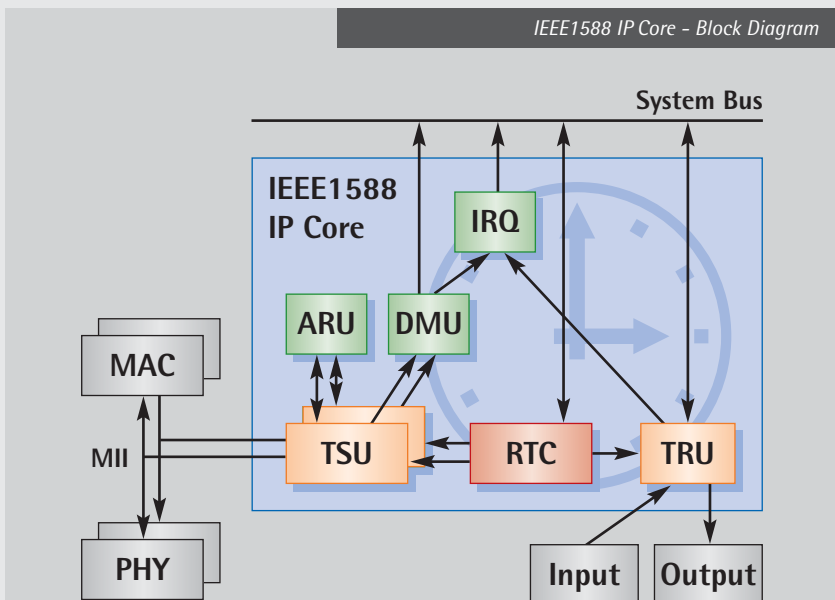 IEEE1588 IP Core - Block Diagram
System Bus
IEEE1588
IP Core
IRQ
ARU
DMU
MAC
TSU
RTC
TRU
MII
PHY
Input
Output